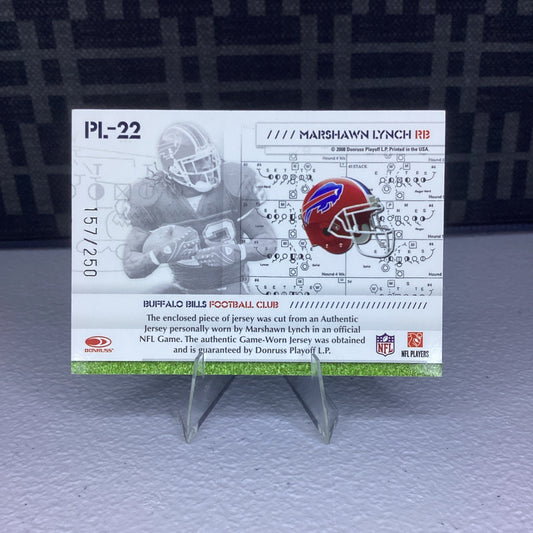 PL-22
//// MARSHAWN LYNCH RB
© 2008 Donruss Playoff L.P. Printed in the USA.
157/250
BUFFALO BILLS FOOTBALL CLUB
The enclosed piece of jersey was cut from an Authentic
Jersey personally worn by Marshawn Lynch in an official
NFL Game. The authentic Game-Worn Jersey was obtained
and is guaranteed by Donruss Playoff L.P.
DONRUSS
NFL
NFL PLAYERS